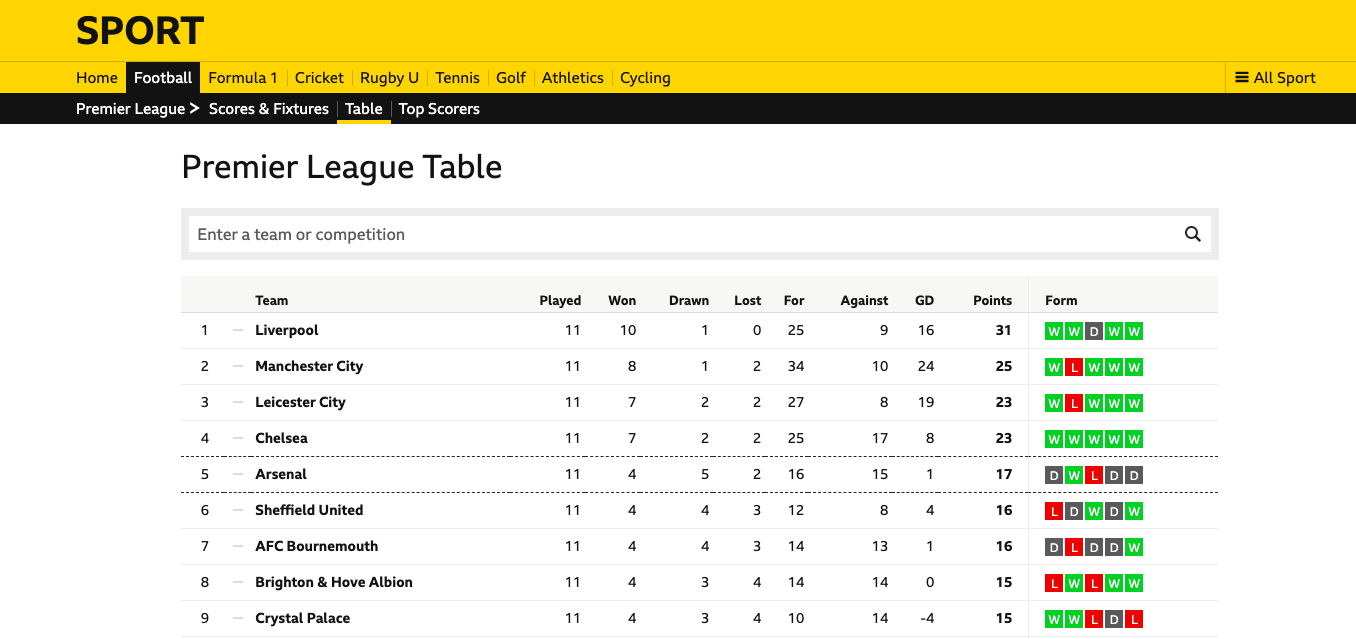 SPORT
Home Football Formula 1 Cricket Rugby U Tennis Golf Athletics Cycling All Sport
Premier League > Scores & Fixtures Table Top Scorers
Premier League Table
Enter a team or competition
Team Played Won Drawn Lost For Against GD Points Form
1 Liverpool 11 10 1 0 25 9 16 31 W W D W W
2 Manchester City 11 8 1 2 34 10 24 25 W L W W W
3 Leicester City 11 7 2 2 27 8 19 23 W L W W W
4 Chelsea 11 7 2 2 25 17 8 23 W W W W W
5 Arsenal 11 4 5 2 16 15 1 17 D W L D D
6 Sheffield United 11 4 4 3 12 8 4 16 L D W D W
7 AFC Bournemouth 11 4 4 3 14 13 1 16 D L D D W
8 Brighton & Hove Albion 11 4 3 4 14 14 0 15 L W L W W
9 Crystal Palace 11 4 3 4 10 14 -4 15 W W L D L